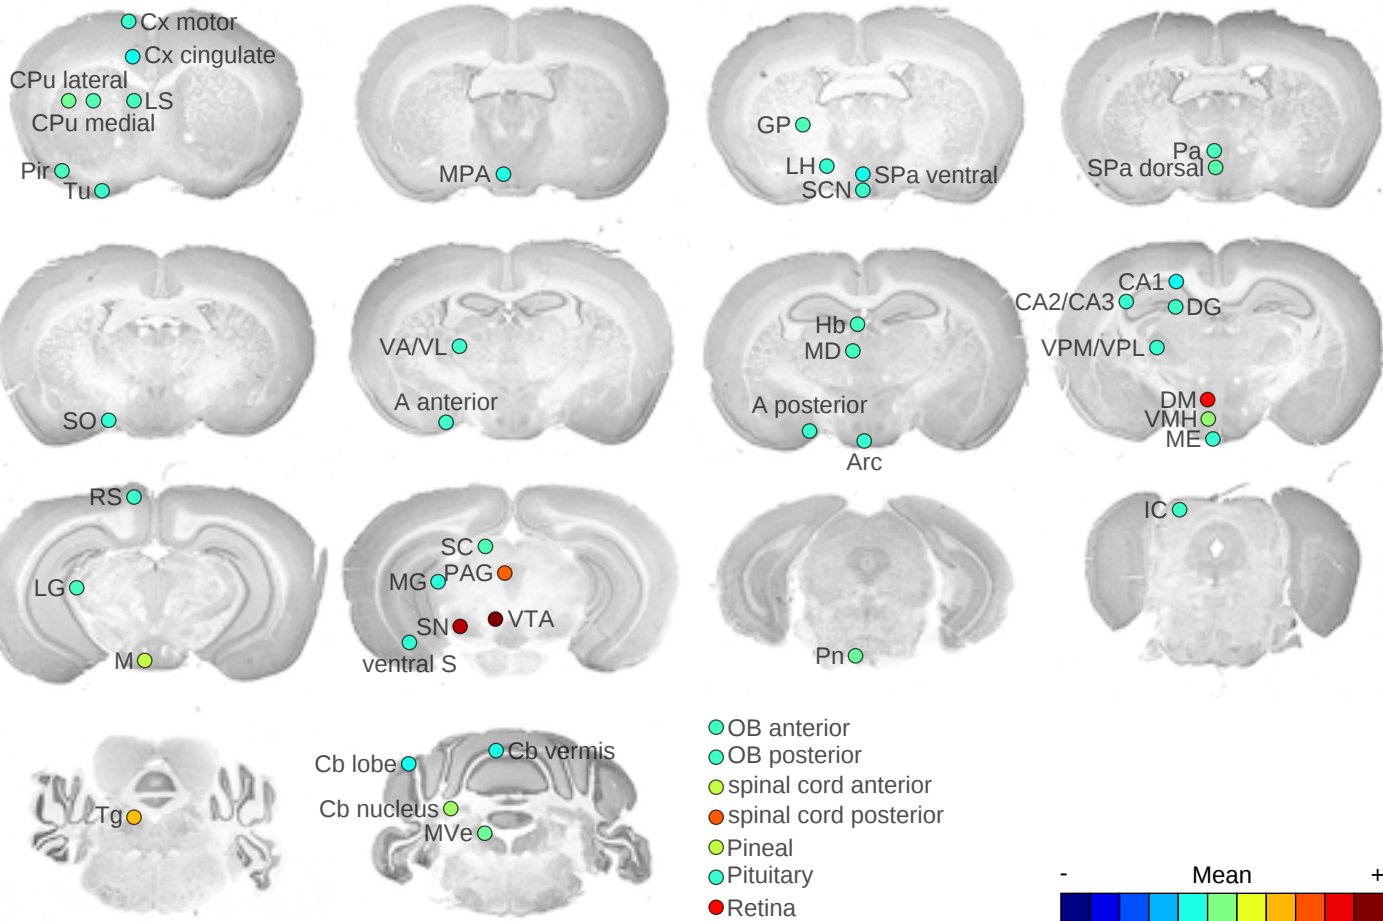 Cx motor
Cx cingulate
CPu lateral
LS
CPu medial
Pir
Tu
MPA
GP
LH
SPa ventral
SCN
Pa
SPa dorsal
SO
VA/VL
A anterior
Hb
MD
A posterior
Arc
CA1
CA2/CA3
DG
VPM/VPL
DM
VMH
ME
RS
LG
M
SC
MG
PAG
SN
VTA
ventral S
Pn
IC
Tg
Cb vermis
Cb lobe
Cb nucleus
MVe
OB anterior
OB posterior
spinal cord anterior
spinal cord posterior
Pineal
Pituitary
Retina
- Mean +